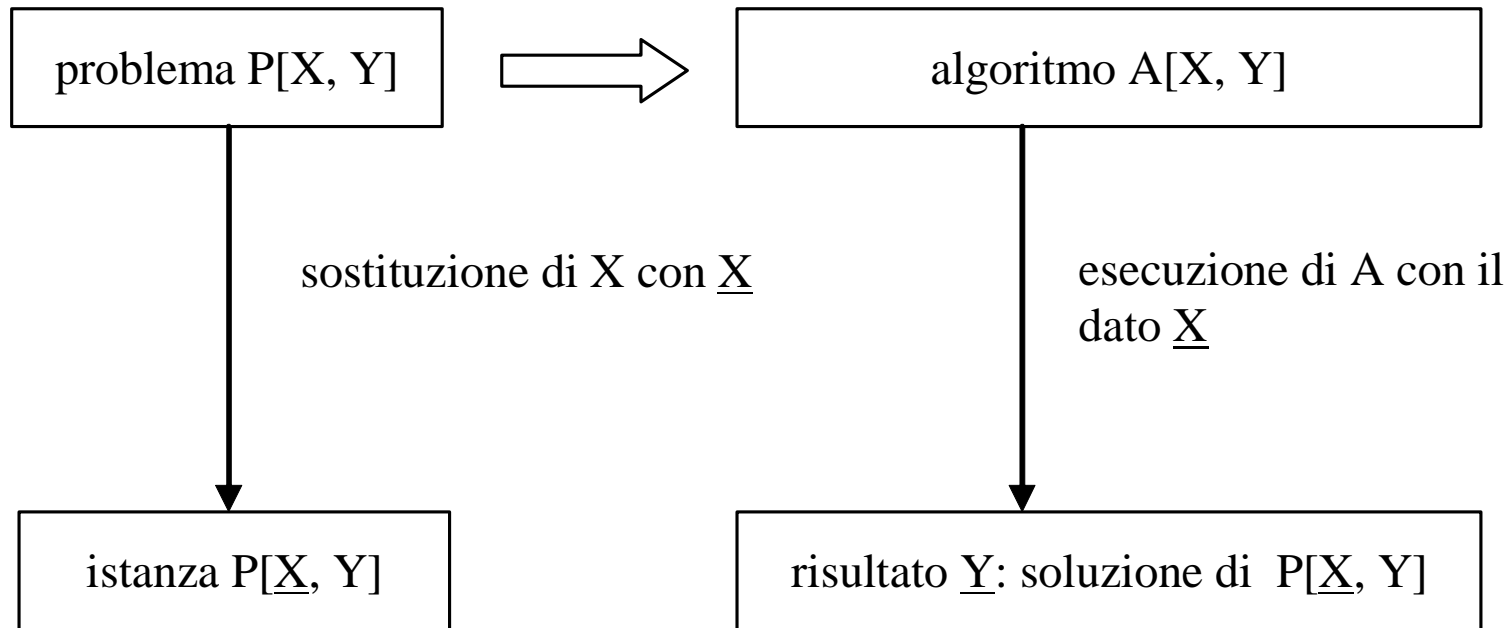 problema P[X, Y]
algoritmo A[X, Y]
sostituzione di X con X
esecuzione di A con il
dato X
istanza P[X, Y]
risultato Y: soluzione di P[X, Y]